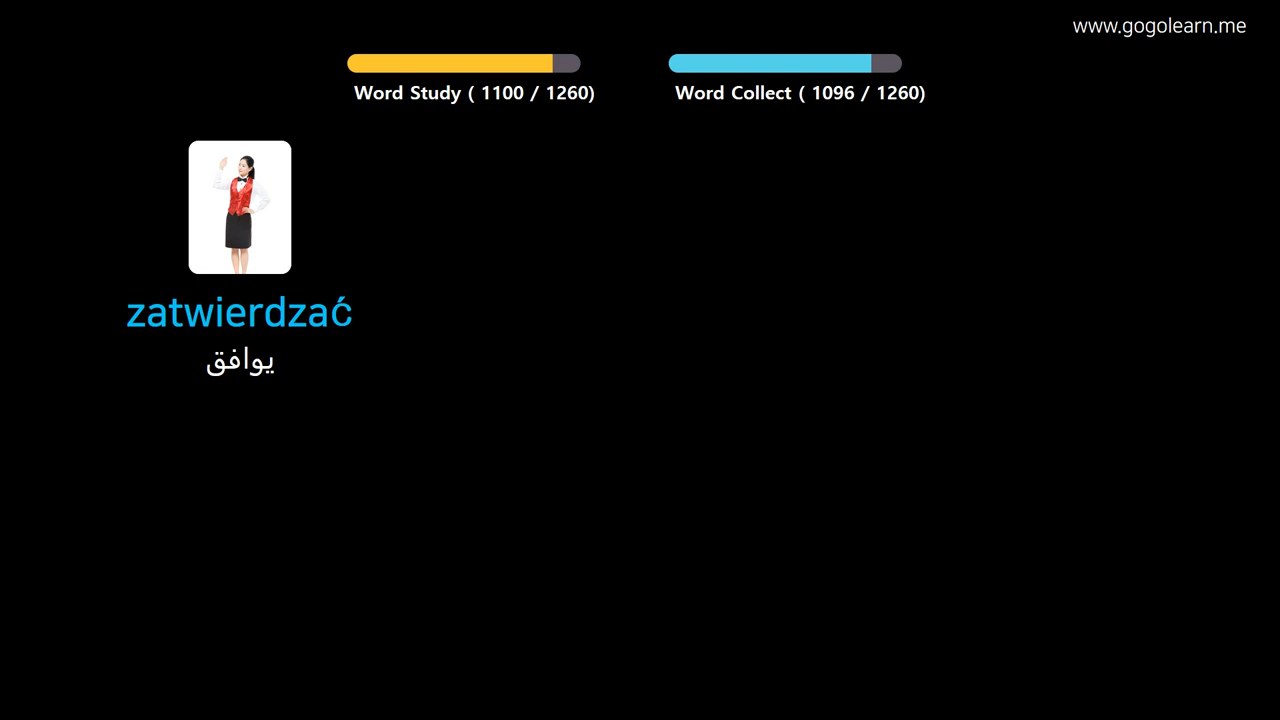 www.gogolearn.me
Word Study ( 1100 / 1260)
Word Collect ( 1096 / 1260)
zatwierdzać
يوافق